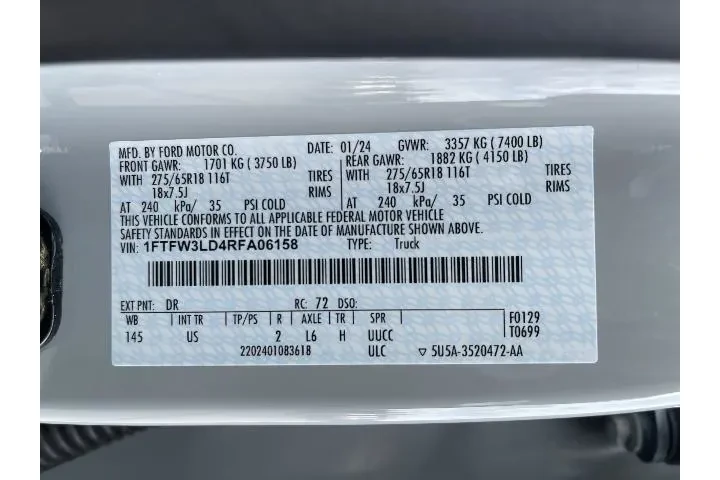 MFD. BY FORD MOTOR CO. DATE: 01/24 GVWR: 3357 KG ( 7400 LB)
FRONT GAWR: 1701 KG ( 3750 LB) REAR GAWR: 1882 KG ( 4150 LB)
WITH 275/65R18 116T TIRES WITH 275/65R18 116T TIRES
18x7.5J RIMS 18x7.5J RIMS
AT 240 kPa/ 35 PSI COLD AT 240 kPa/ 35 PSI COLD
THIS VEHICLE CONFORMS TO ALL APPLICABLE FEDERAL MOTOR VEHICLE
SAFETY STANDARDS IN EFFECT ON THE DATE OF MANUFACTURE SHOWN ABOVE.
VIN: 1FTFW3LD4RFA06158 TYPE: Truck
EXT PNT: DR RC: 72 DSO: F0129
WB INT TR TP/PS R AXLE TR SPR T0699
145 US 2 L6 H UUCC
2202401083618 ULC ▽ 5U5A-3520472-AA